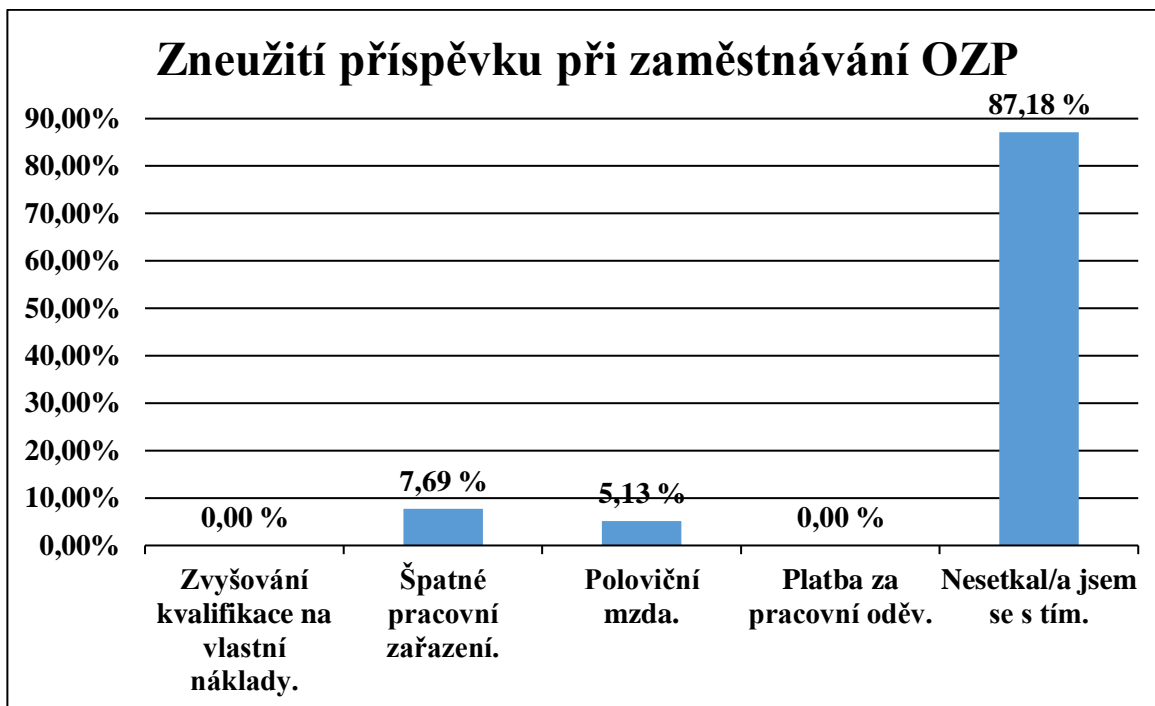 Zneužití příspěvku při zaměstnávání OZP
90,00%
80,00%
70,00%
60,00%
50,00%
40,00%
30,00%
20,00%
10,00%
0,00%
0,00 %
7,69 %
5,13 %
0,00 %
87,18 %
Zvyšování
kvalifikace na
vlastní
náklady.
Špatné
pracovní
zařazení.
Poloviční
mzda.
Platba za
pracovní oděv.
Nesetkal/a jsem
se s tím.